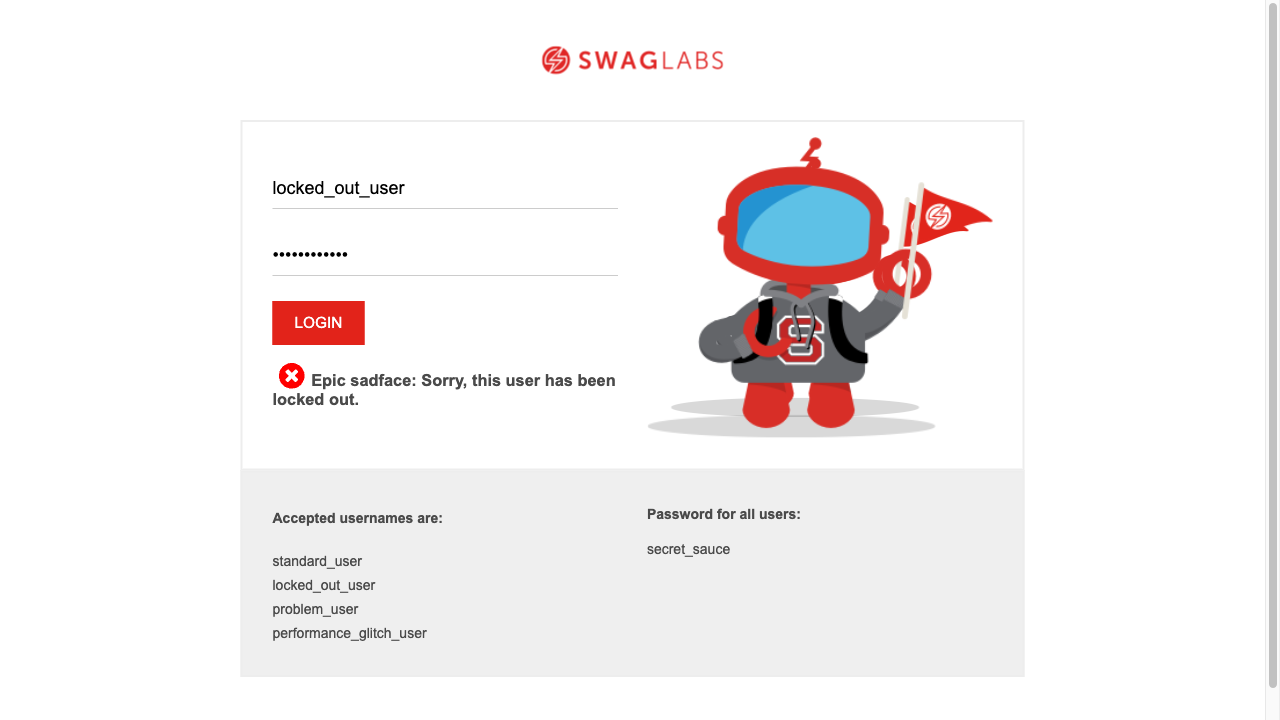 SWAGLABS
locked_out_user
••••••••••••
LOGIN
Epic sadface: Sorry, this user has been
locked out.
S
Accepted usernames are:
standard_user
locked_out_user
problem_user
performance_glitch_user
Password for all users:
secret_sauce